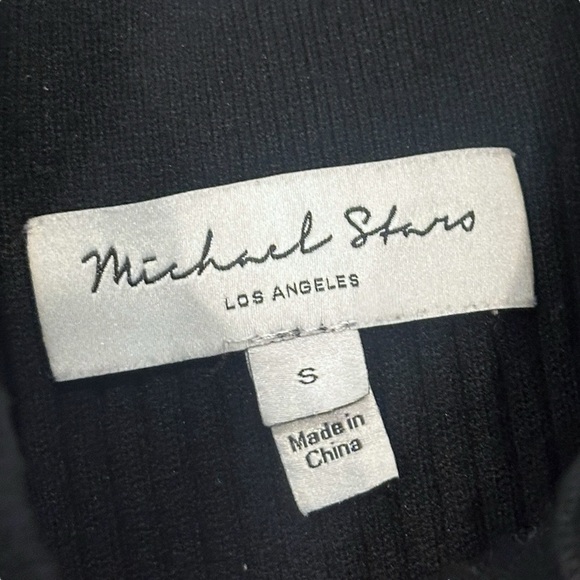 Michael Stars
LOS ANGELES
S
Made in
China